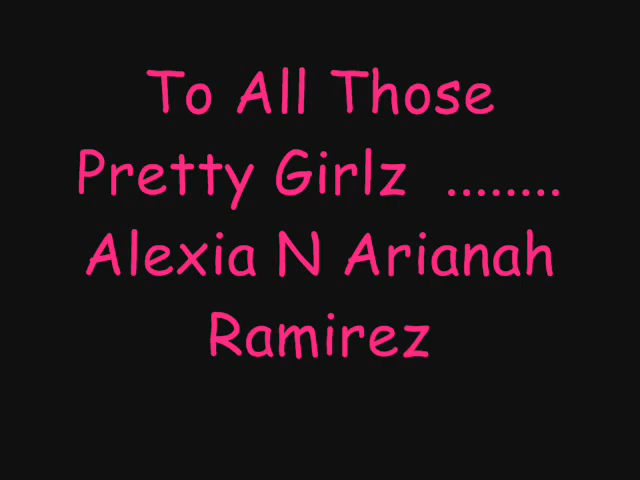 To All Those
Pretty Girlz ........
Alexia N Arianah
Ramirez